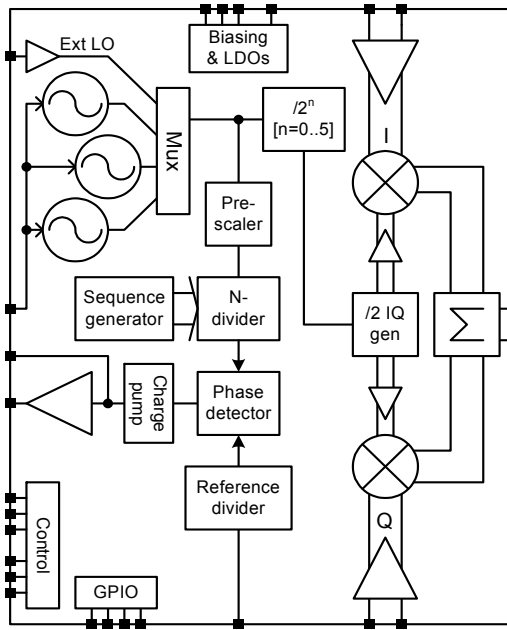 Ext LO
Biasing
& LDOs
Mux
/2ⁿ
[n=0..5]
I
Pre-
scaler
Sequence
generator
N-
divider
/2 IQ
gen
Σ
Charge
pump
Phase
detector
Reference
divider
Control
Q
GPIO